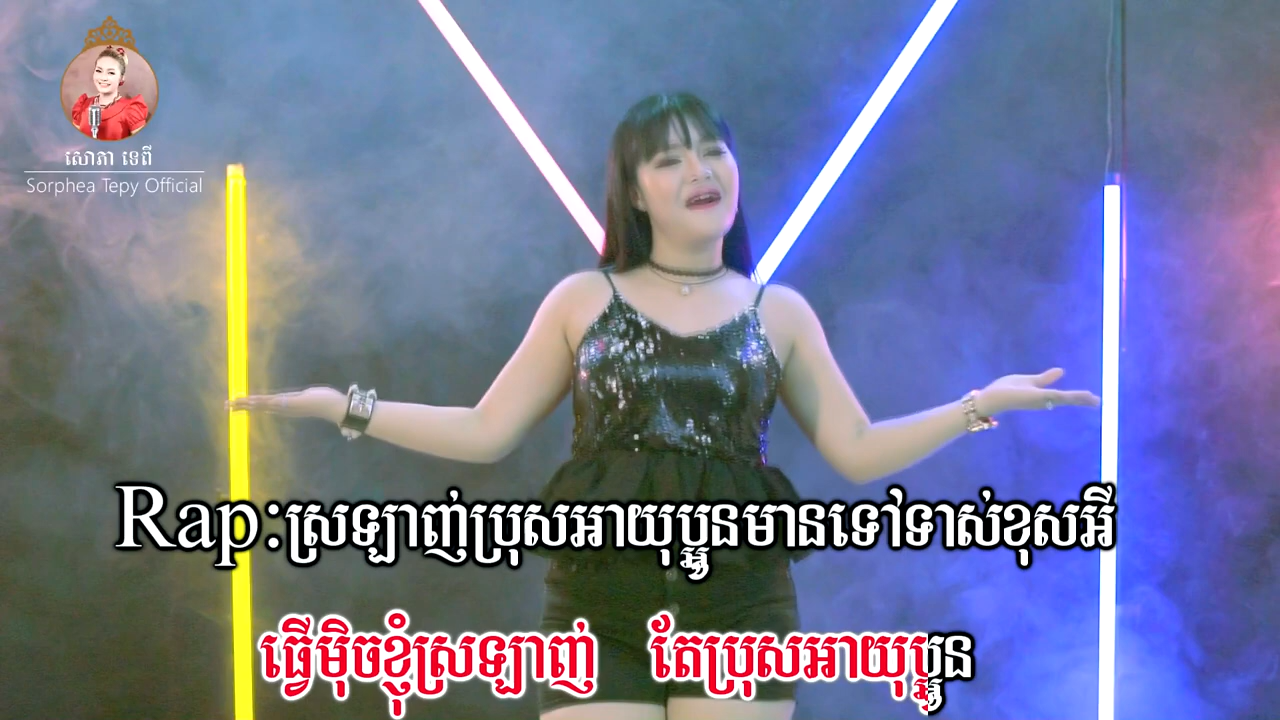 សោភា ទេពី
Sorphea Tepy Official
Rap:ស្រឡាញ់ប្រុសអាយុប្អូនមានទៅទាស់ខុសអី
ធ្វើម៉ិចខ្ញុំស្រឡាញ់ តែប្រុសអាយុប្អូន